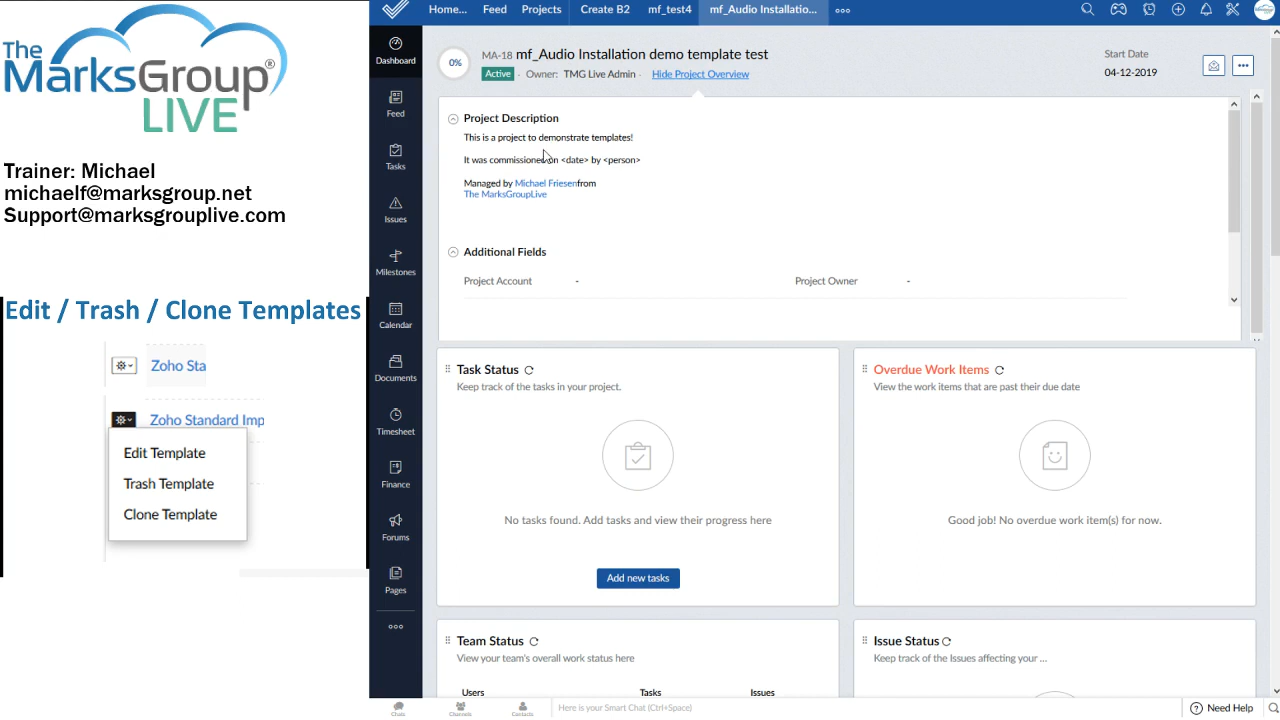 The
MarksGroup®
LIVE
Trainer: Michael
michaelf@marksgroup.net
Support@marksgrouplive.com
Edit / Trash / Clone Templates
Zoho Sta
Zoho Standard Imp
Edit Template
Trash Template
Clone Template
Home... Feed Projects Create B2 mf_test4 mf_Audio Installatio...
Dashboard
Feed
Tasks
Issues
Milestones
Calendar
Documents
Timesheet
Finance
Forums
Pages
0%
MA-18 mf_Audio Installation demo template test
Active · Owner: TMG Live Admin · Hide Project Overview
Start Date
04-12-2019
Project Description
This is a project to demonstrate templates!
It was commissioned on <date> by <person>
Managed by Michael Friesenfrom
The MarksGroupLive
Additional Fields
Project Account -
Project Owner -
Task Status
Keep track of the tasks in your project.
No tasks found. Add tasks and view their progress here
Add new tasks
Overdue Work Items
View the work items that are past their due date
Good job! No overdue work item(s) for now.
Team Status
View your team's overall work status here
Users Tasks Issues
Issue Status
Keep track of the Issues affecting your ...
Chats
Channels
Contacts
Here is your Smart Chat (Ctrl+Space)
Need Help